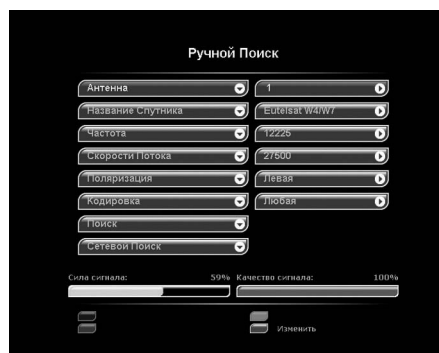 Ручной Поиск
Антенна 1
Название Спутника Eutelsat W4/W7
Частота 12225
Скорости Потока 27500
Поляризация Левая
Кодировка Любая
Поиск
Сетевой Поиск
Сила сигнала: 59% Качество сигнала: 100%
Изменить